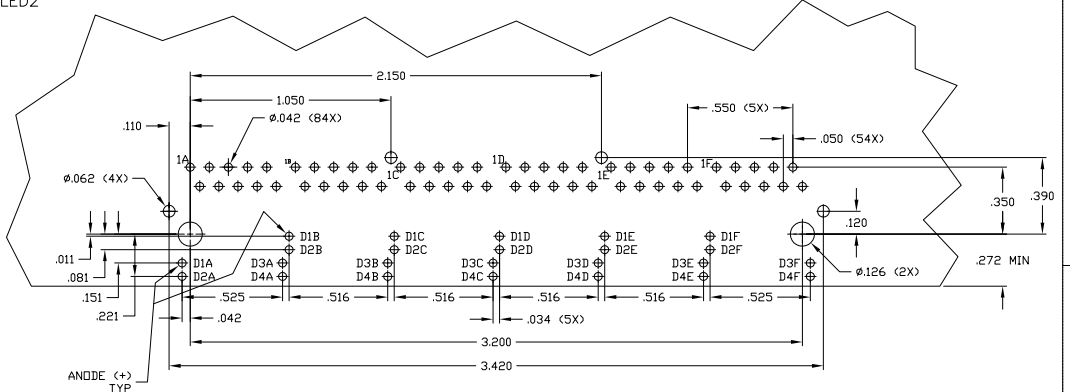 LED2
2.150
1.050
.550 (5X)
.110
Ø.042 (84X)
.050 (54X)
1A
1B
1C
1D
1E
1F
Ø.062 (4X)
.350
.390
.120
.011
D1B
D1C
D1D
D1E
D1F
D2B
D2C
D2D
D2E
D2F
.081
D1A
D3A
D3B
D3C
D3D
D3E
D3F
Ø.126 (2X)
.272 MIN
D2A
D4A
D4B
D4C
D4D
D4E
D4F
.151
.525
.516
.516
.516
.516
.525
.221
.042
.034 (5X)
3.200
3.420
ANODE (+)
TYP